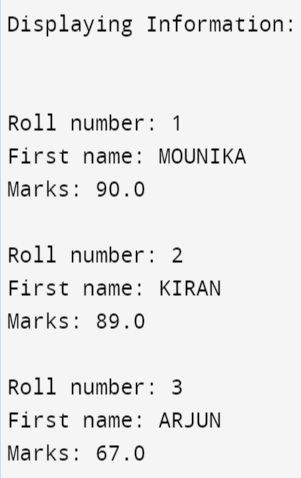 Displaying Information:
Roll number: 1
First name: MOUNIKA
Marks: 90.0
Roll number: 2
First name: KIRAN
Marks: 89.0
Roll number: 3
First name: ARJUN
Marks: 67.0